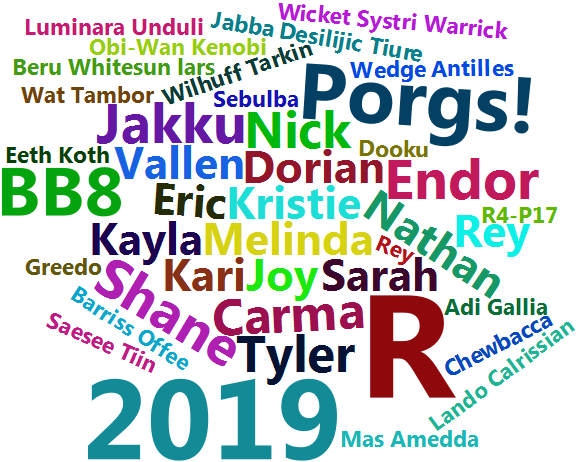 Luminara Unduli
Jabba Desilijic Tiure
Wicket Systri Warrick
Obi-Wan Kenobi
Beru Whitesun lars
Wilhuff Tarkin
Wedge Antilles
Wat Tambor
Sebulba
Porgs!
Jakku
Nick
Dooku
Eeth Koth
Vallen
Dorian
Endor
BB8
Eric
Kristie
Nathan
R4-P17
Rey
Kayla
Melinda
Rey
Greedo
Shane
Kari
Joy
Sarah
Adi Gallia
Barriss Offee
Saesee Tiin
Carma
R
Chewbacca
Tyler
Lando Calrissian
2019
Mas Amedda